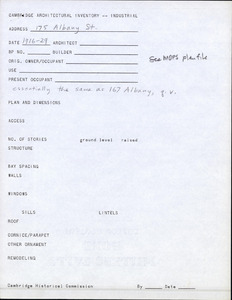 CAMBRIDGE ARCHITECTURAL INVENTORY -- INDUSTRIAL
ADDRESS 175 Albany St.
DATE 1916-29 ARCHITECT
BP NO. BUILDER See MDPS plan file
ORIG. OWNER/OCCUPANT
USE
PRESENT OCCUPANT
essentially the same as 167 Albany, q.v.
PLAN AND DIMENSIONS
ACCESS
NO. OF STORIES ground level raised
STRUCTURE
BAY SPACING
WALLS
WINDOWS
SILLS LINTELS
ROOF
CORNICE/PARAPET
OTHER ORNAMENT
REMODELING
Cambridge Historical Commission By Date